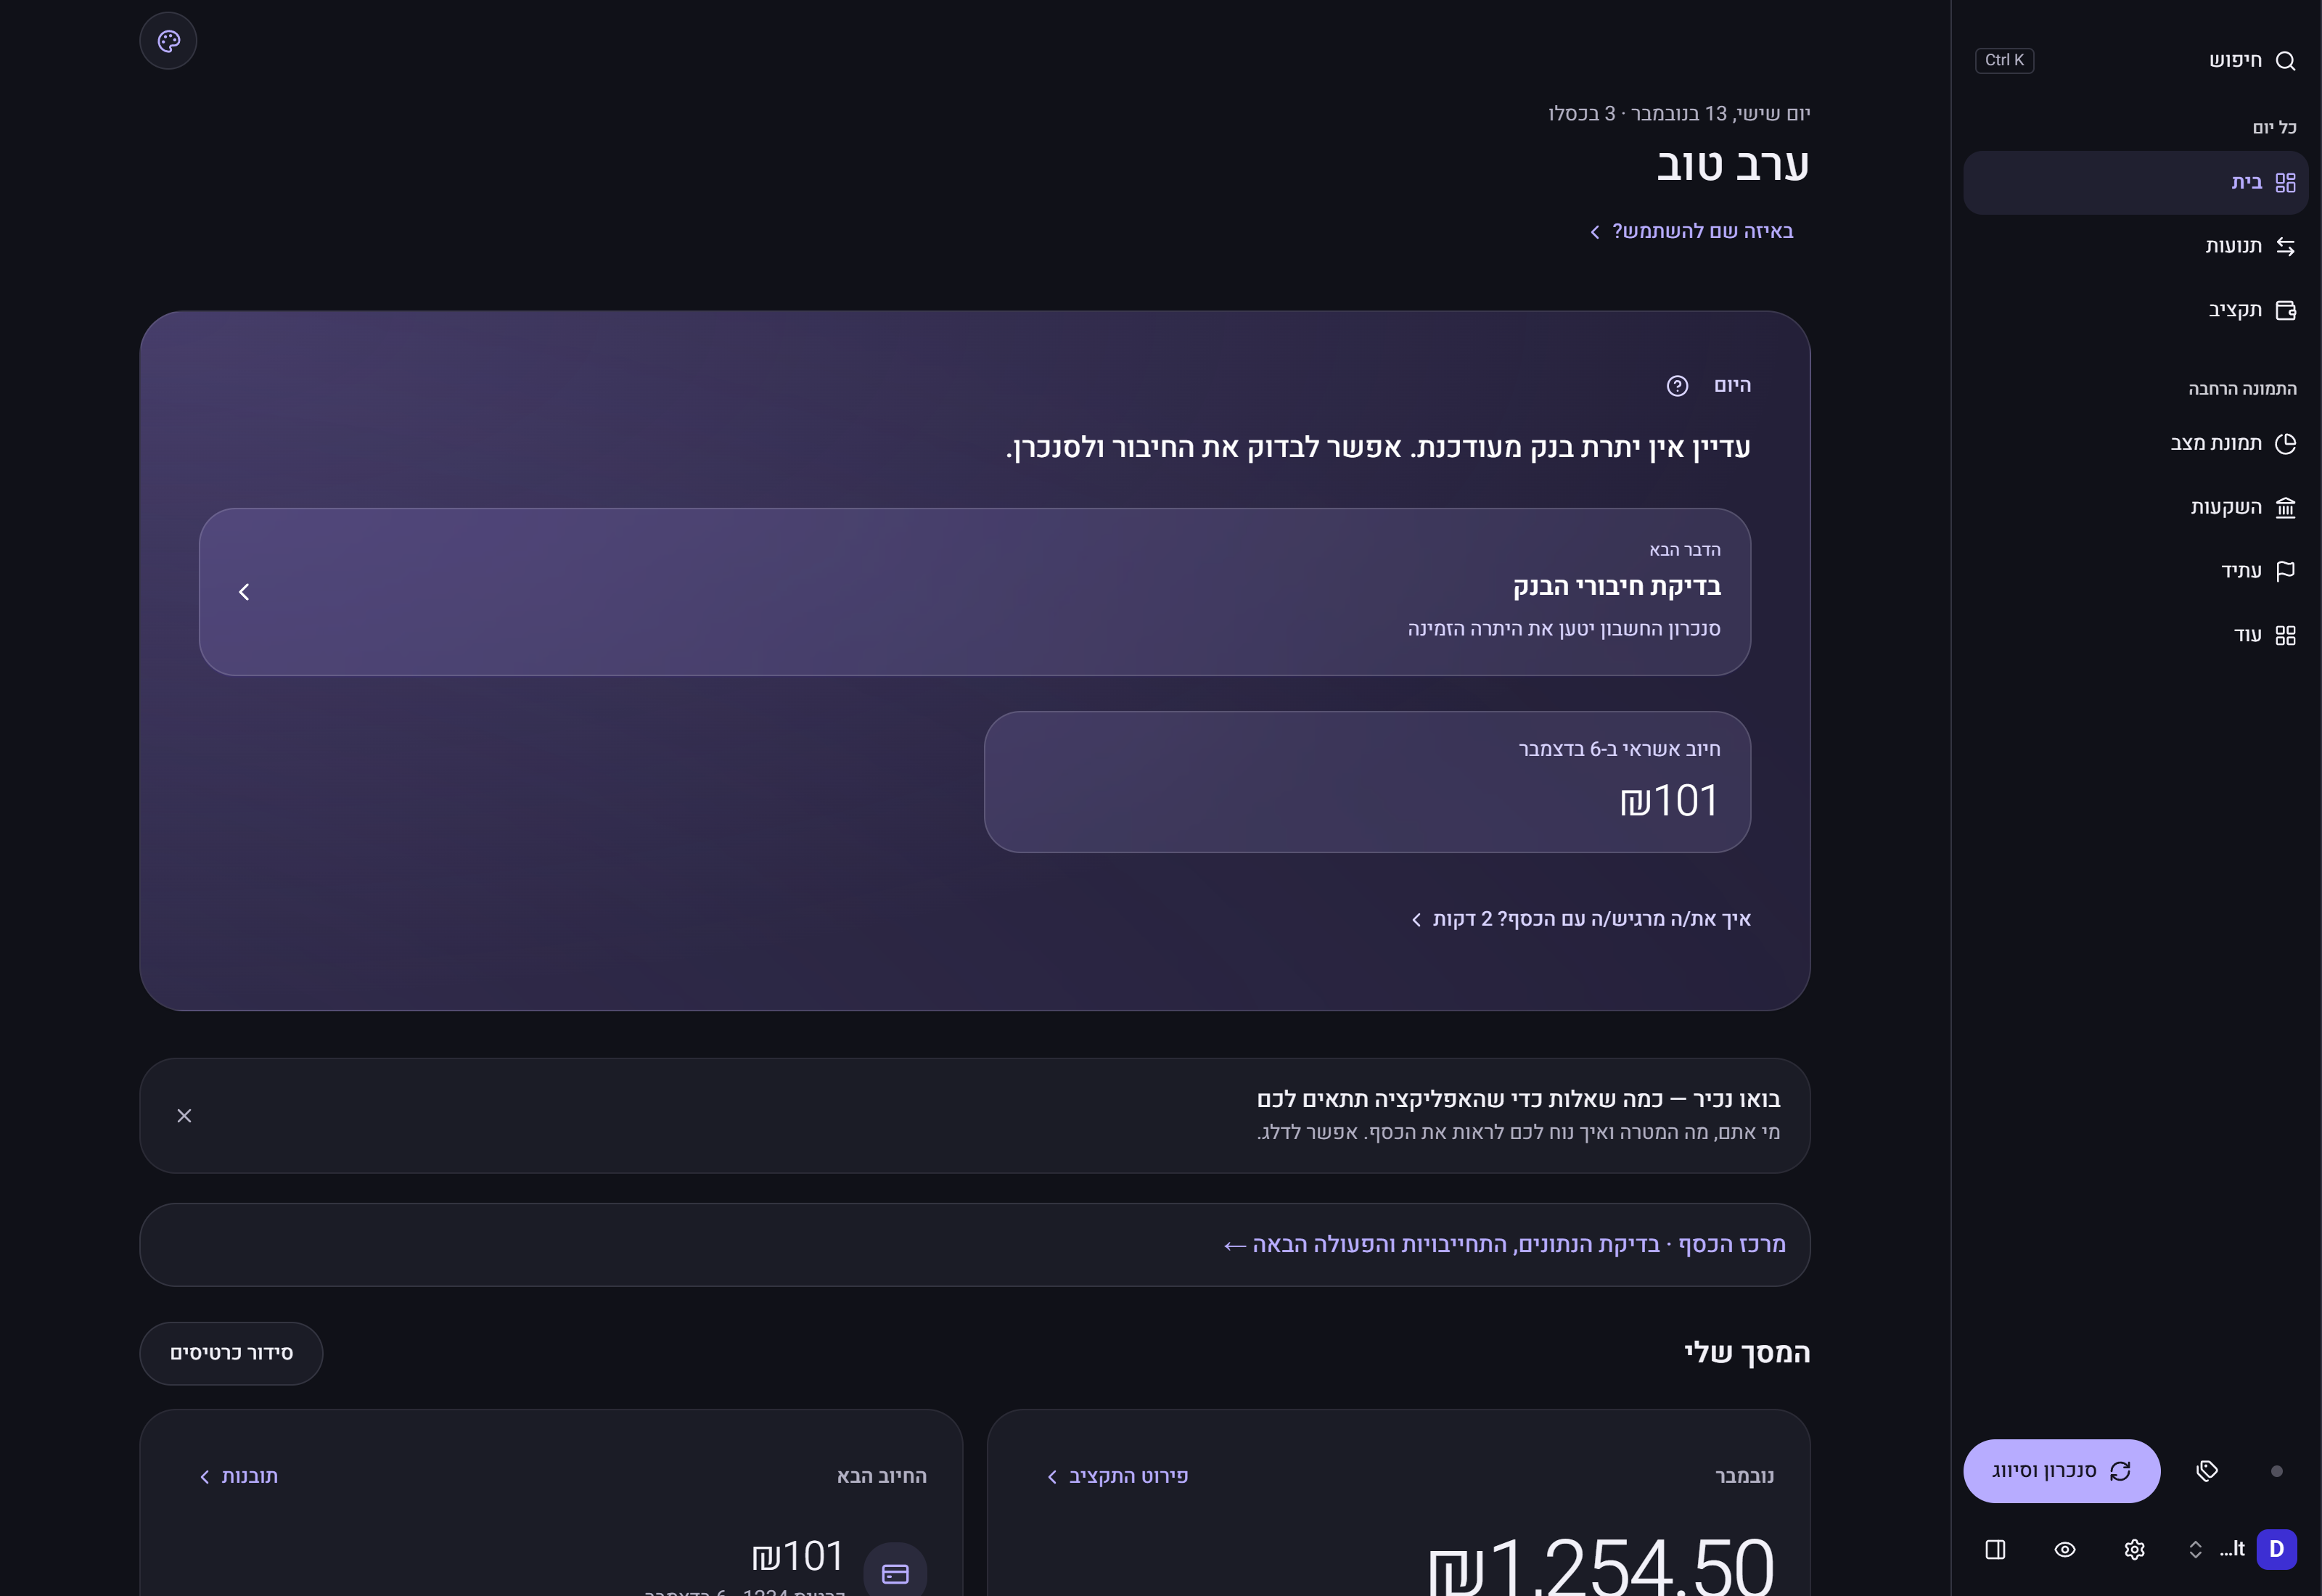 חיפוש
Ctrl K
כל יום
בית
תנועות
תקציב
התמונה הרחבה
תמונת מצב
השקעות
עתיד
עוד
סנכרון וסיווג
D
lt...
יום שישי, 13 בנובמבר · 3 בכסלו
ערב טוב
באיזה שם להשתמש?
היום
עדיין אין יתרת בנק מעודכנת. אפשר לבדוק את החיבור ולסנכרן.
הדבר הבא
בדיקת חיבורי הבנק
סנכרון החשבון יטען את היתרה הזמינה
חיוב אשראי ב-6 בדצמבר
₪101
איך את/ה מרגיש/ה עם הכסף? 2 דקות
בואו נכיר — כמה שאלות כדי שהאפליקציה תתאים לכם
מי אתם, מה המטרה ואיך נוח לכם לראות את הכסף. אפשר לדלג.
מרכז הכסף · בדיקת הנתונים, התחייבויות והפעולה הבאה ←
המסך שלי
סידור כרטיסים
נובמבר
פירוט התקציב
₪1,254.50
החיוב הבא
תובנות
₪101
כרטיס 1234 · 6 בדצמבר